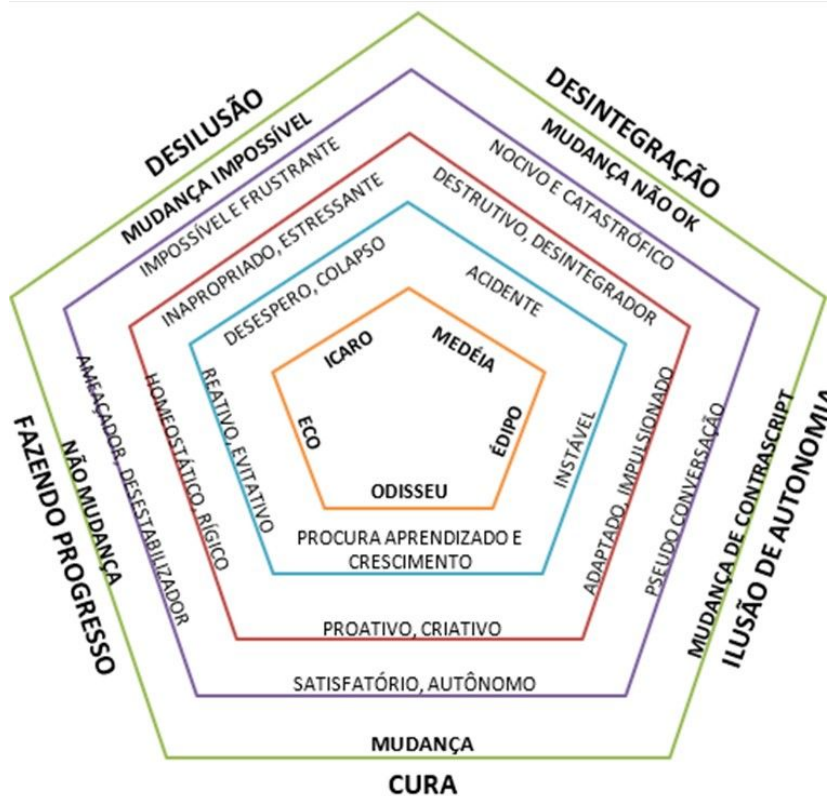 DESILUSÃO
MUDANÇA IMPOSSÍVEL
IMPOSSÍVEL E FRUSTRANTE
INAPROPRIADO, ESTRESSANTE
DESESPERO, COLAPSO
ICARO
DESINTEGRAÇÃO
MUDANÇA NÃO OK
NOCIVO E CATASTRÓFICO
DESTRUTIVO, DESINTEGRADOR
ACIDENTE
MEDÉIA
FAZENDO PROGRESSO
NÃO MUDANÇA
AMEAÇADOR, DESESTABILIZADOR
HOMEOSTÁTICO, RÍGICO
REATIVO, EVITATIVO
ECO
ÉDIPO
INSTÁVEL
ADAPTADO, IMPULSIONADO
PSEUDO CONVERSAÇÃO
MUDANÇA DE CONTRASCRIPT
ILUSÃO DE AUTONOMIA
ODISSEU
PROCURA APRENDIZADO E
CRESCIMENTO
PROATIVO, CRIATIVO
SATISFATÓRIO, AUTÔNOMO
MUDANÇA
CURA